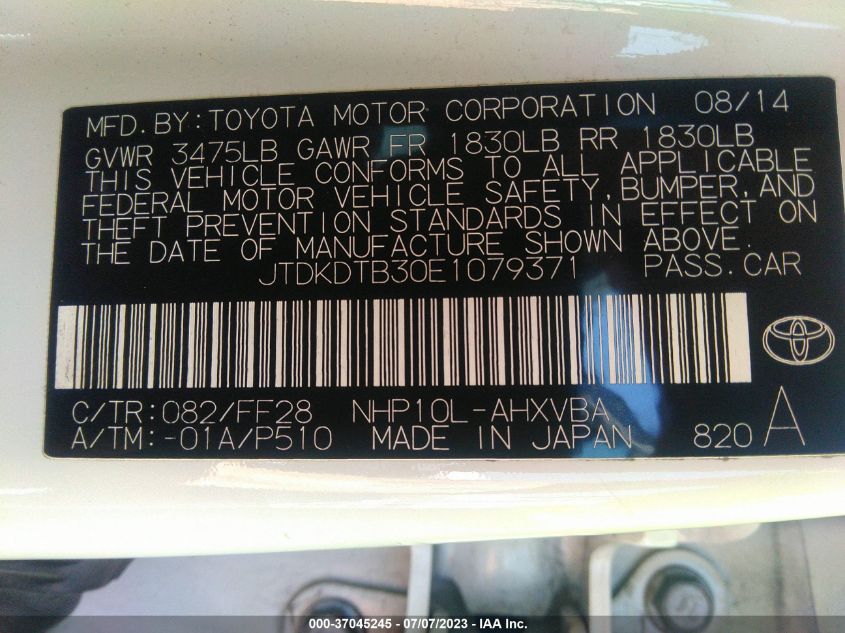 MFD. BY: TOYOTA MOTOR CORPORATION 08/14
GVWR 3475LB GAWR FR 1830LB RR 1830LB
THIS VEHICLE CONFORMS TO ALL APPLICABLE
FEDERAL MOTOR VEHICLE SAFETY, BUMPER, AND
THEFT PREVENTION STANDARDS IN EFFECT ON
THE DATE OF MANUFACTURE SHOWN ABOVE.
JTDKDTB30E1079371 PASS. CAR
C/TR: 082/FF28 NHP10L-AHXVBA
A/TM: -01A/P510 MADE IN JAPAN 820 A
000-37045245 - 07/07/2023 - IAA Inc.